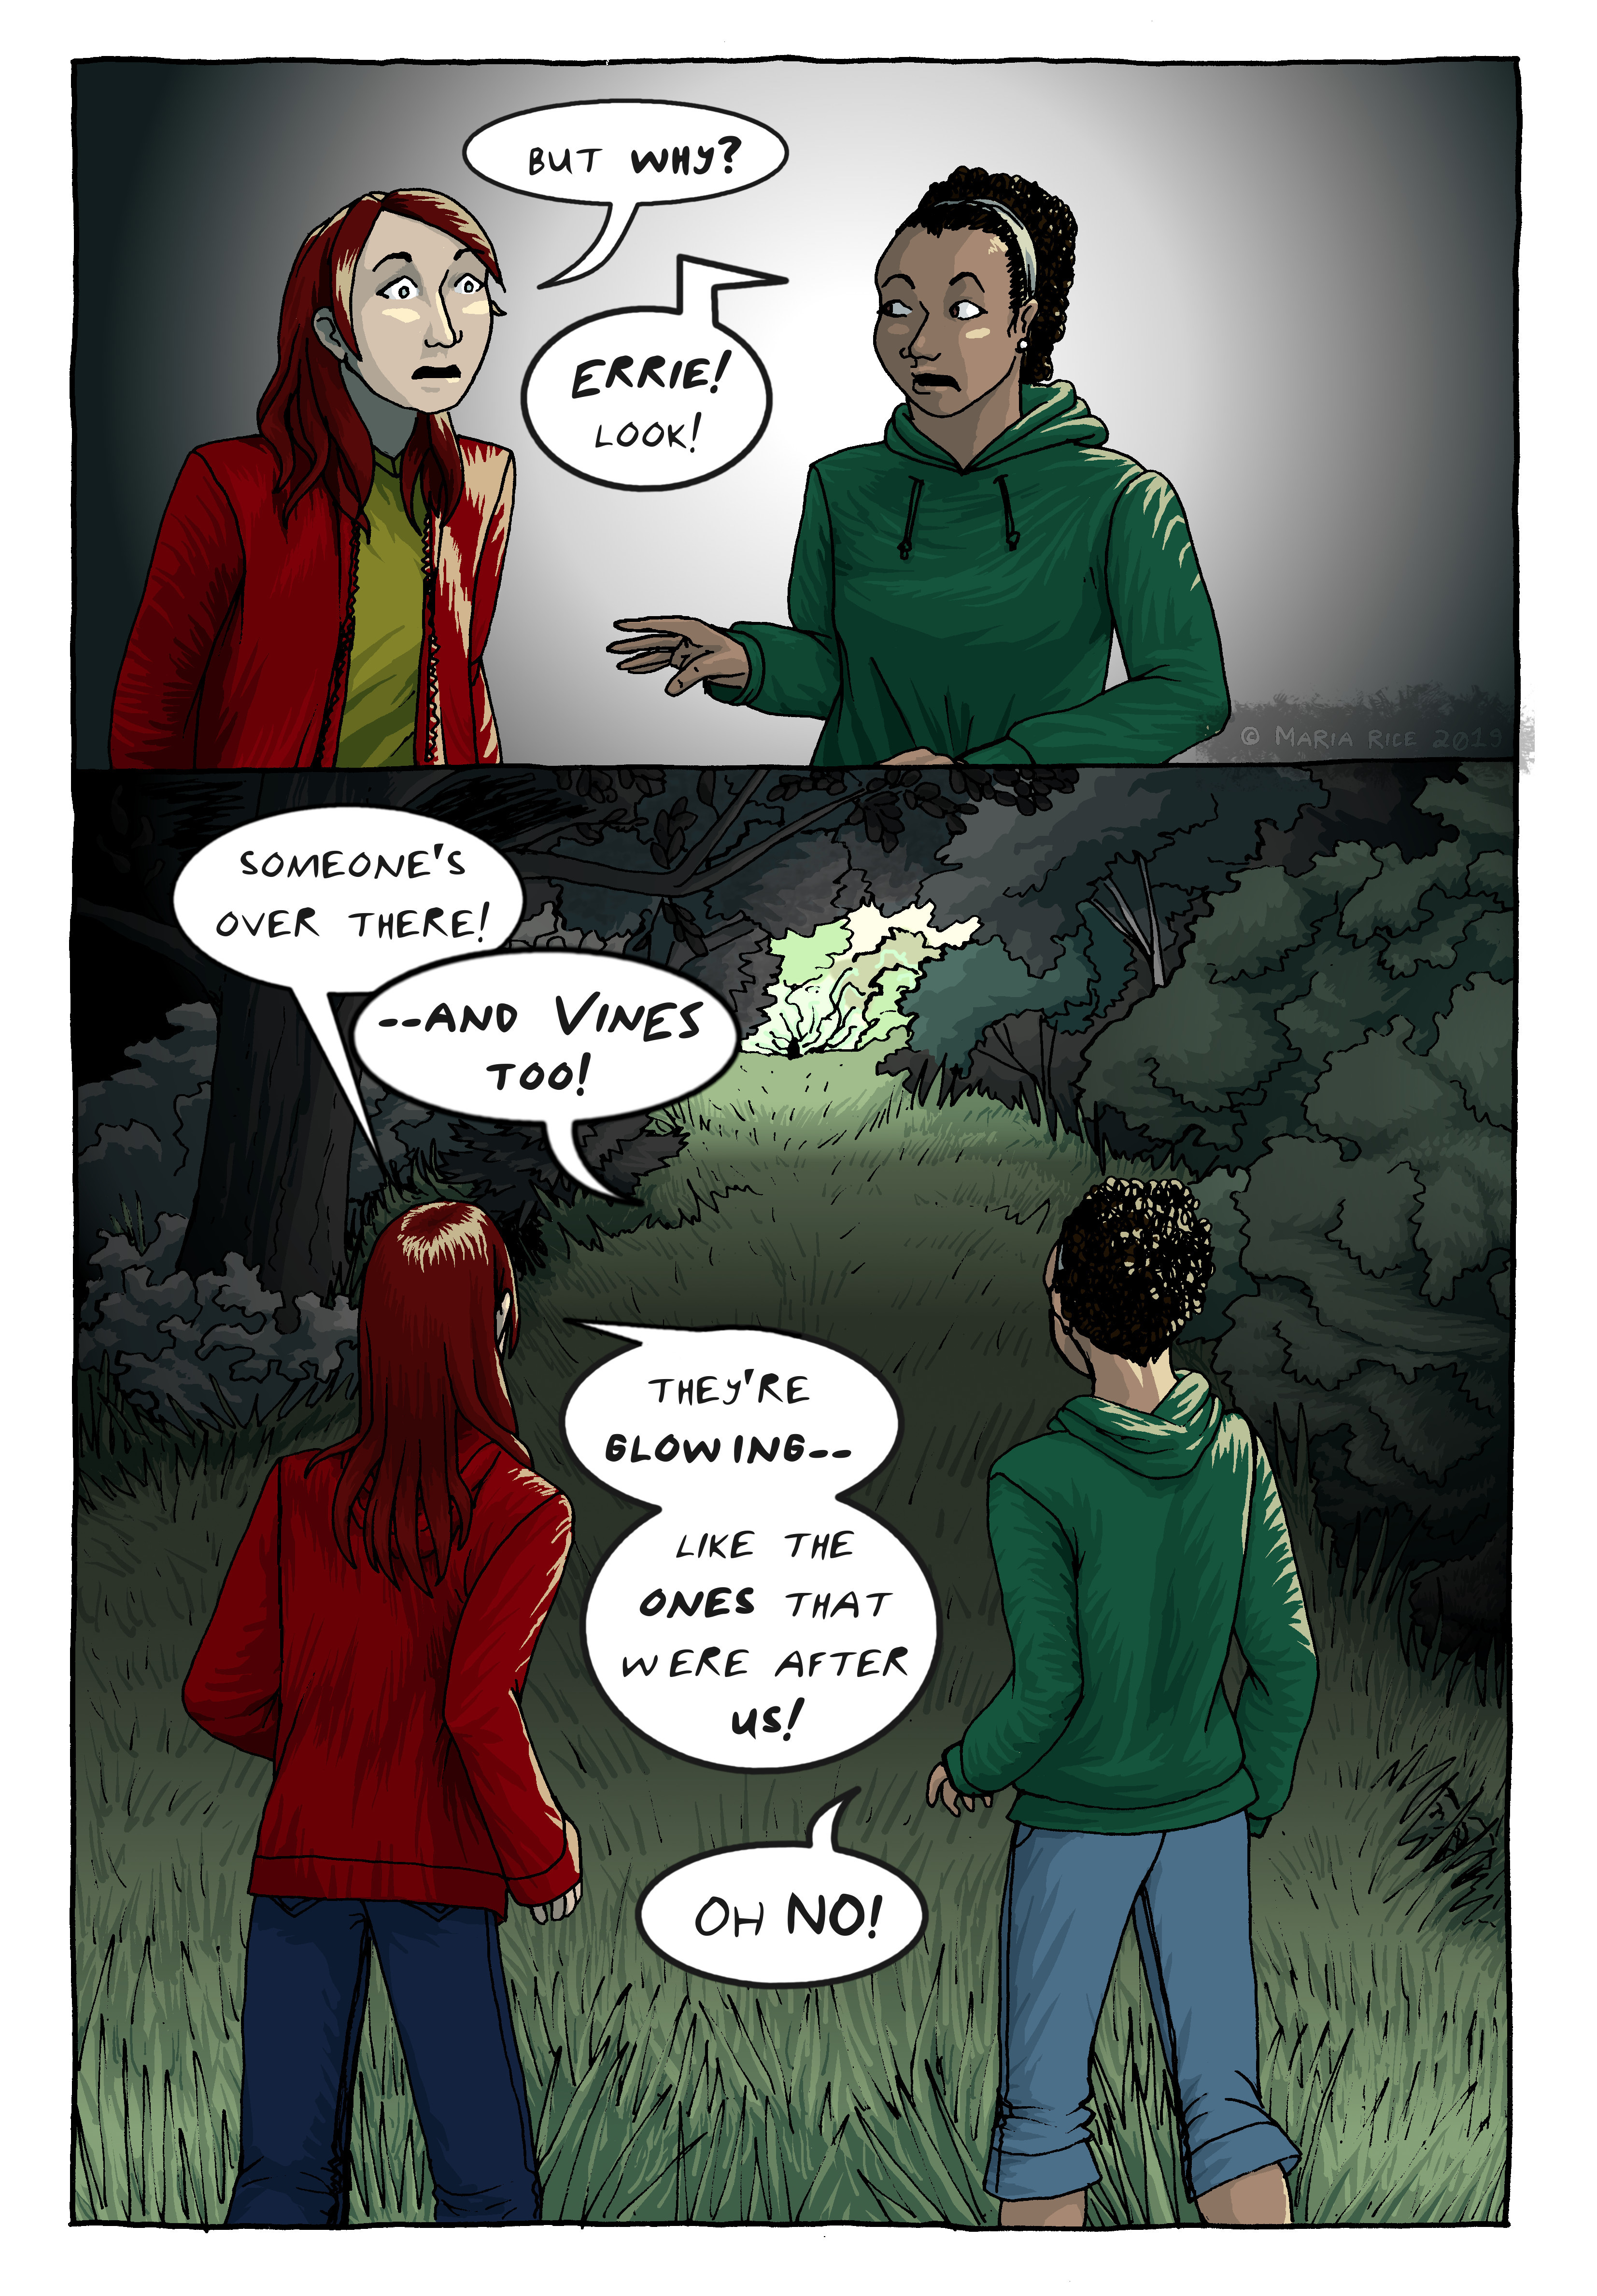 BUT WHY?
ERRIE!
LOOK!
© MARIA RICE 2019
SOMEONE'S
OVER THERE!
--AND VINES
TOO!
THEY'RE
GLOWING--
LIKE THE
ONES THAT
WERE AFTER
US!
OH NO!